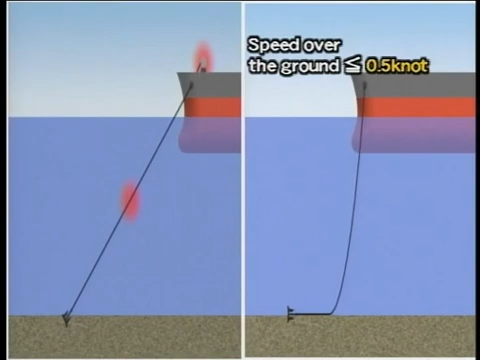 Speed over
the ground ≦ 0.5knot